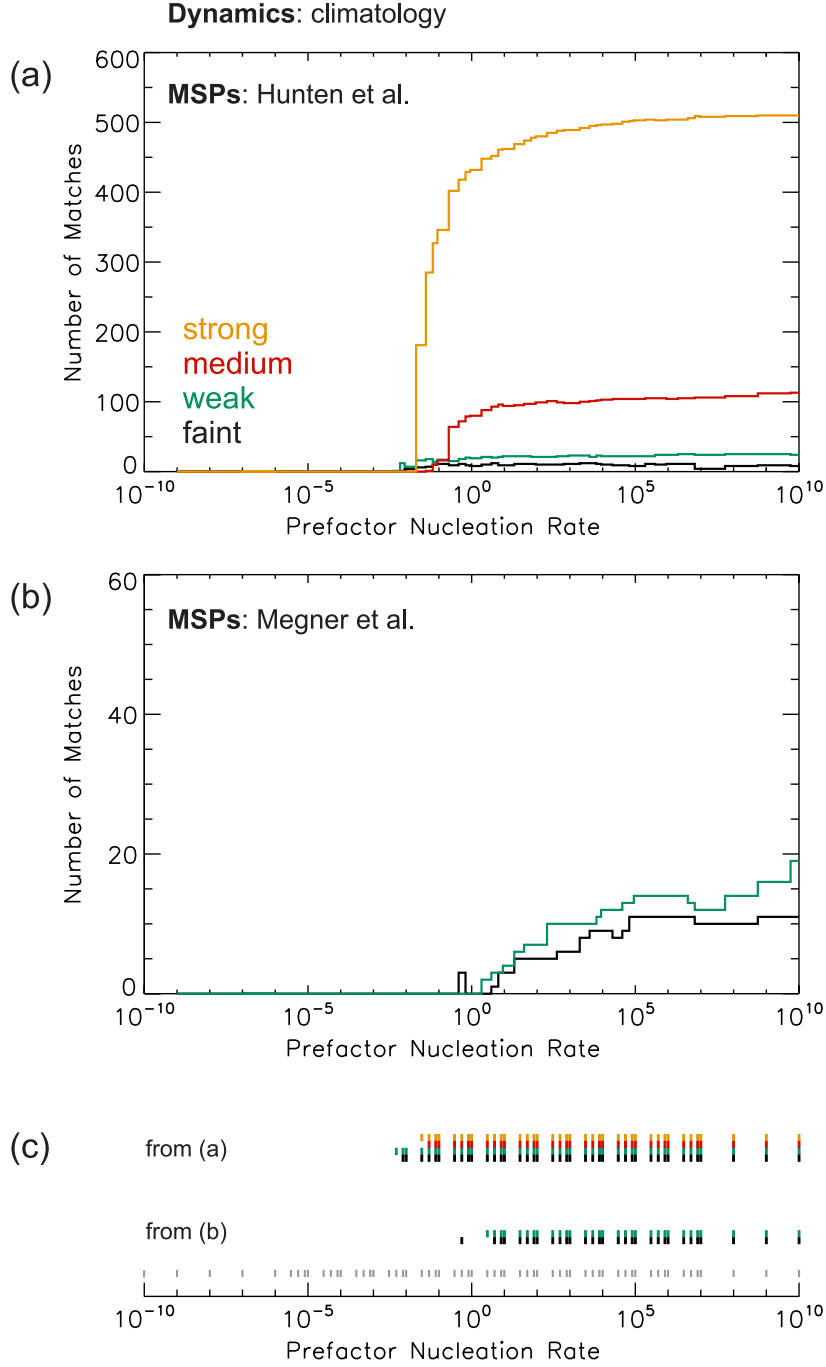 Dynamics: climatology
(a)
MSPs: Hunten et al.
600
500
400
300
200
100
0
Number of Matches
strong
medium
weak
faint
10^-10 10^-5 10^0 10^5 10^10
Prefactor Nucleation Rate
(b)
MSPs: Megner et al.
60
40
20
0
Number of Matches
10^-10 10^-5 10^0 10^5 10^10
Prefactor Nucleation Rate
(c)
from (a)
from (b)
10^-10 10^-5 10^0 10^5 10^10
Prefactor Nucleation Rate